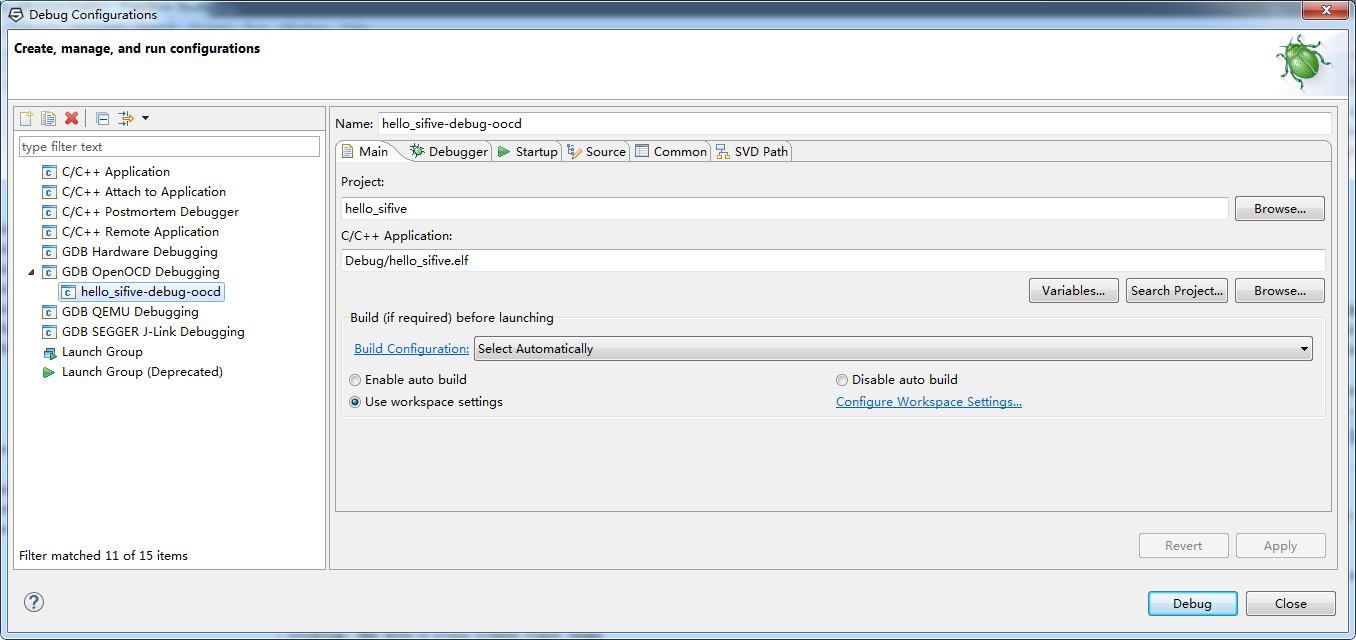 Debug Configurations
Create, manage, and run configurations
type filter text
C/C++ Application
C/C++ Attach to Application
C/C++ Postmortem Debugger
C/C++ Remote Application
GDB Hardware Debugging
GDB OpenOCD Debugging
hello_sifive-debug-oocd
GDB QEMU Debugging
GDB SEGGER J-Link Debugging
Launch Group
Launch Group (Deprecated)
Filter matched 11 of 15 items
Name: hello_sifive-debug-oocd
Main Debugger Startup Source Common SVD Path
Project:
hello_sifive Browse...
C/C++ Application:
Debug/hello_sifive.elf
Variables... Search Project... Browse...
Build (if required) before launching
Build Configuration: Select Automatically
Enable auto build Disable auto build
Use workspace settings Configure Workspace Settings...
Revert Apply
? Debug Close